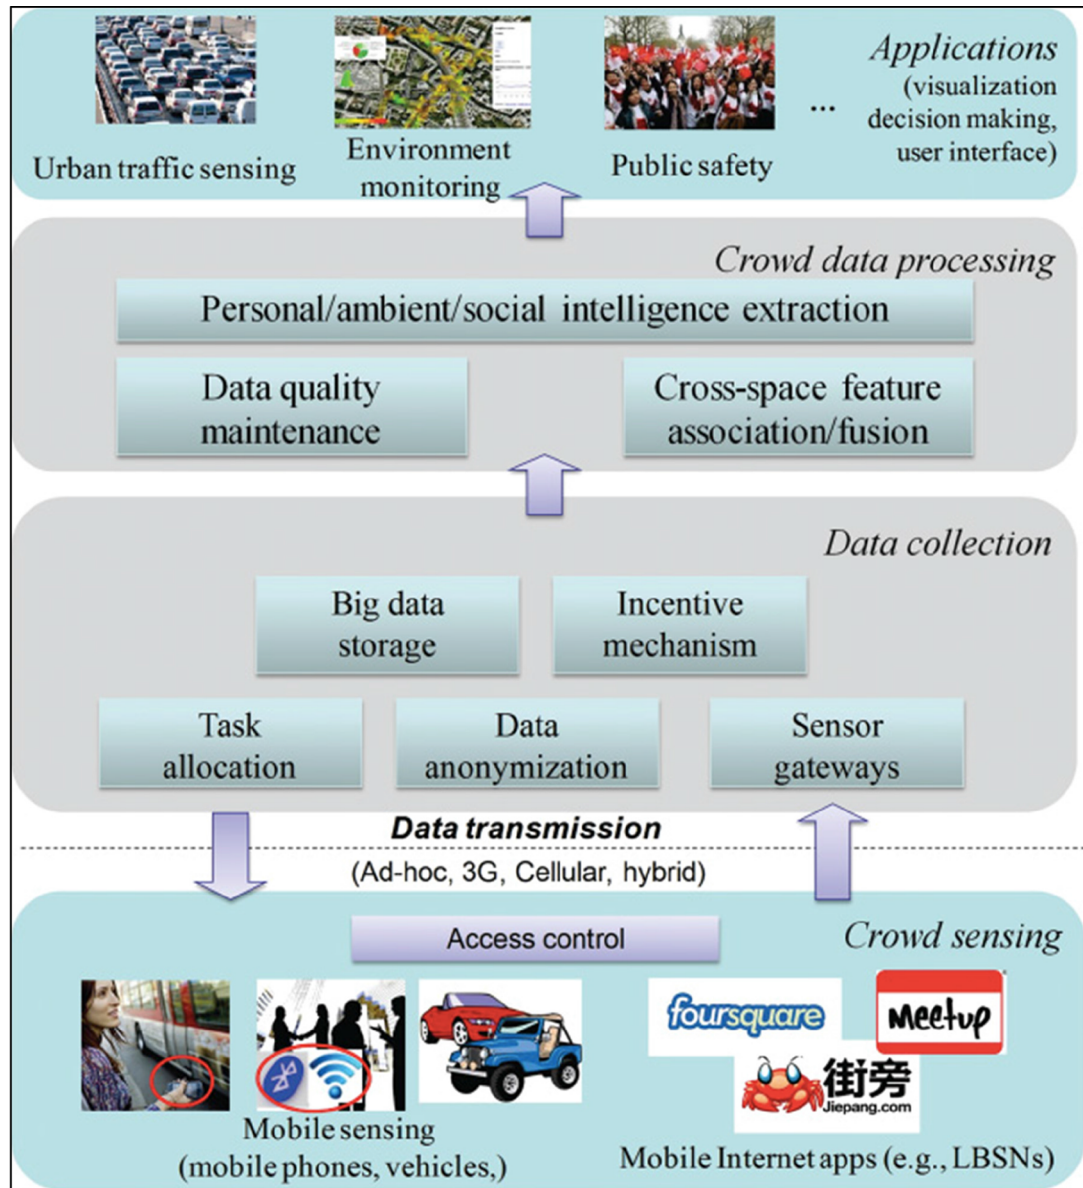 Applications
(visualization
decision making,
user interface)
...
Urban traffic sensing
Environment
monitoring
Public safety
Crowd data processing
Personal/ambient/social intelligence extraction
Data quality
maintenance
Cross-space feature
association/fusion
Data collection
Big data
storage
Incentive
mechanism
Task
allocation
Data
anonymization
Sensor
gateways
Data transmission
(Ad-hoc, 3G, Cellular, hybrid)
Access control
Crowd sensing
foursquare
Meetup
街旁
Jiepang.com
Mobile sensing
(mobile phones, vehicles,)
Mobile Internet apps (e.g., LBSNs)